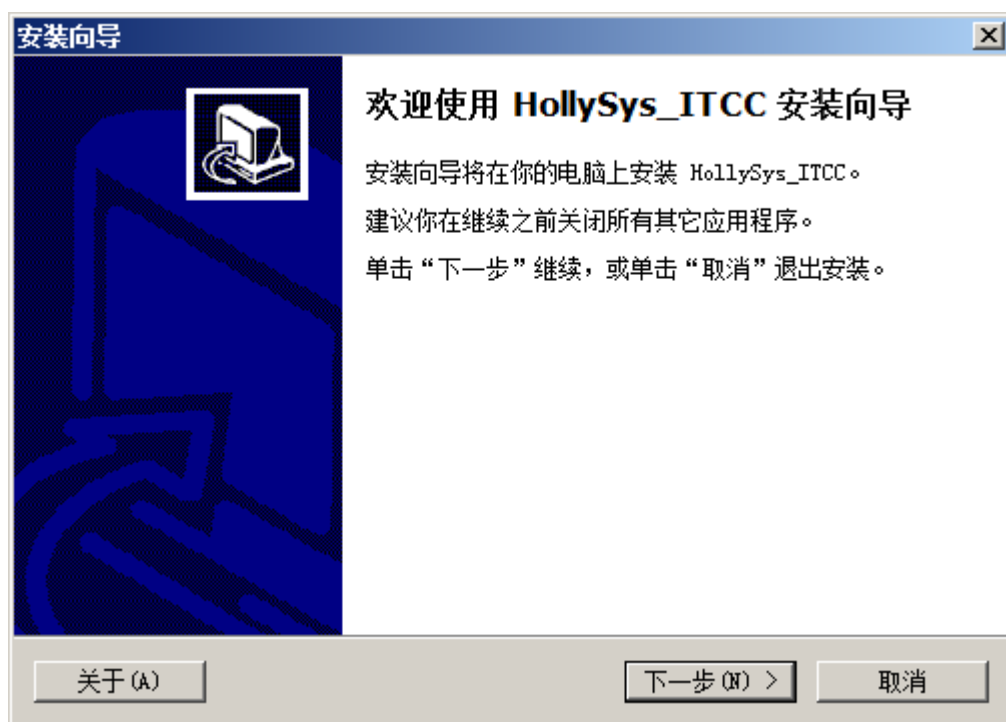 安装向导
欢迎使用 HollySys_ITCC 安装向导
安装向导将在你的电脑上安装 HollySys_ITCC。
建议你在继续之前关闭所有其它应用程序。
单击“下一步”继续，或单击“取消”退出安装。
关于(A)
下一步(N) >
取消